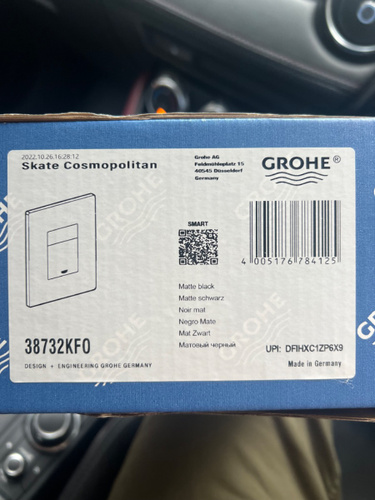 2022.10.26.16:28:12
Skate Cosmopolitan
Grohe AG
Feldmühleplatz 15
40545 Düsseldorf
Germany
GROHE®
SMART
4 005176 784125
Matte black
Matte schwarz
Noir mat
Negro Mate
Mat Zwart
Матовый черный
38732KF0
DESIGN + ENGINEERING GROHE GERMANY
UPI: DFIHXC1ZP6X9
Made in Germany